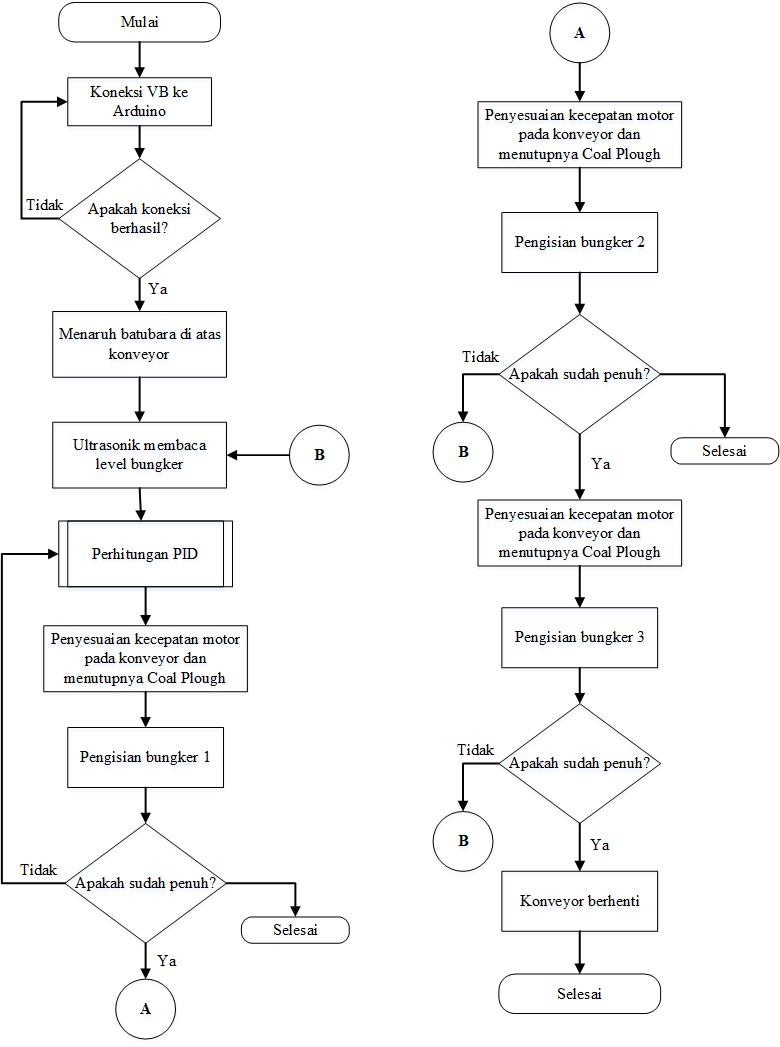 Mulai
Koneksi VB ke
Arduino
Tidak
Apakah koneksi
berhasil?
Ya
Menaruh batubara di atas
konveyor
Ultrasonik membaca
level bungker
B
Perhitungan PID
Penyesuaian kecepatan motor
pada konveyor dan
menutupnya Coal Plough
Pengisian bungker 1
Tidak
Apakah sudah penuh?
Selesai
Ya
A
A
Penyesuaian kecepatan motor
pada konveyor dan
menutupnya Coal Plough
Pengisian bungker 2
Tidak
Apakah sudah penuh?
B
Selesai
Ya
Penyesuaian kecepatan motor
pada konveyor dan
menutupnya Coal Plough
Pengisian bungker 3
Tidak
Apakah sudah penuh?
B
Ya
Konveyor berhenti
Selesai